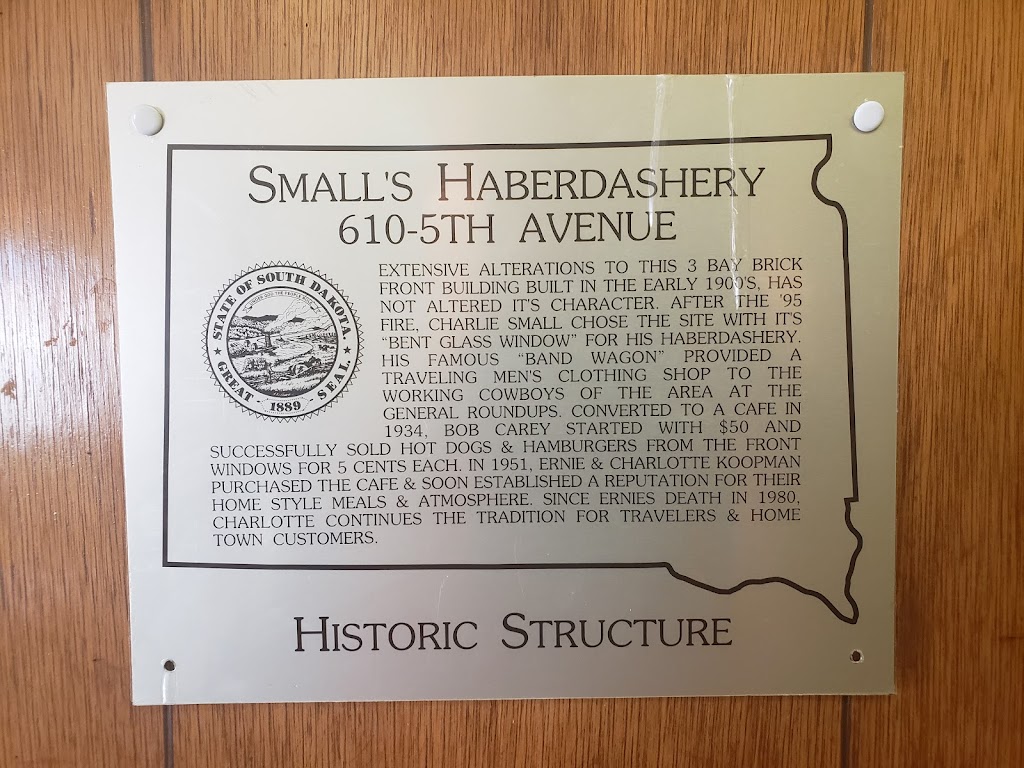 SMALL'S HABERDASHERY
610-5TH AVENUE
EXTENSIVE ALTERATIONS TO THIS 3 BAY BRICK
FRONT BUILDING BUILT IN THE EARLY 1900'S, HAS
NOT ALTERED IT'S CHARACTER. AFTER THE '95
FIRE, CHARLIE SMALL CHOSE THE SITE WITH IT'S
"BENT GLASS WINDOW" FOR HIS HABERDASHERY.
HIS FAMOUS "BAND WAGON" PROVIDED A
TRAVELING MEN'S CLOTHING SHOP TO THE
WORKING COWBOYS OF THE AREA AT THE
GENERAL ROUNDUPS. CONVERTED TO A CAFE IN
1934, BOB CAREY STARTED WITH $50 AND
SUCCESSFULLY SOLD HOT DOGS & HAMBURGERS FROM THE FRONT
WINDOWS FOR 5 CENTS EACH. IN 1951, ERNIE & CHARLOTTE KOOPMAN
PURCHASED THE CAFE & SOON ESTABLISHED A REPUTATION FOR THEIR
HOME STYLE MEALS & ATMOSPHERE. SINCE ERNIES DEATH IN 1980,
CHARLOTTE CONTINUES THE TRADITION FOR TRAVELERS & HOME
TOWN CUSTOMERS.
STATE OF SOUTH DAKOTA
UNDER GOD THE PEOPLE RULE
GREAT · 1889 · SEAL
HISTORIC STRUCTURE